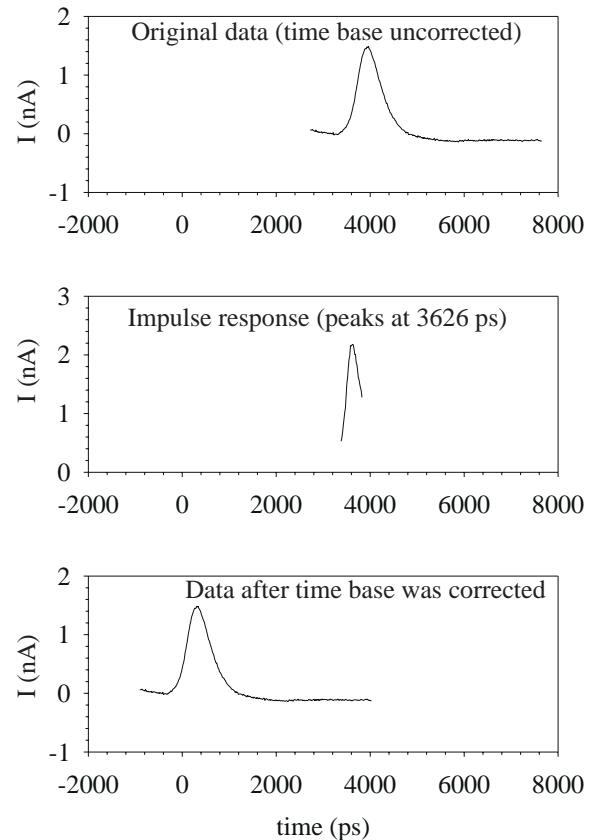 2
Original data (time base uncorrected)
1
0
-1
I (nA)
-2000 0 2000 4000 6000 8000
3
Impulse response (peaks at 3626 ps)
2
1
0
I (nA)
-2000 0 2000 4000 6000 8000
2
Data after time base was corrected
1
0
-1
I (nA)
-2000 0 2000 4000 6000 8000
time (ps)